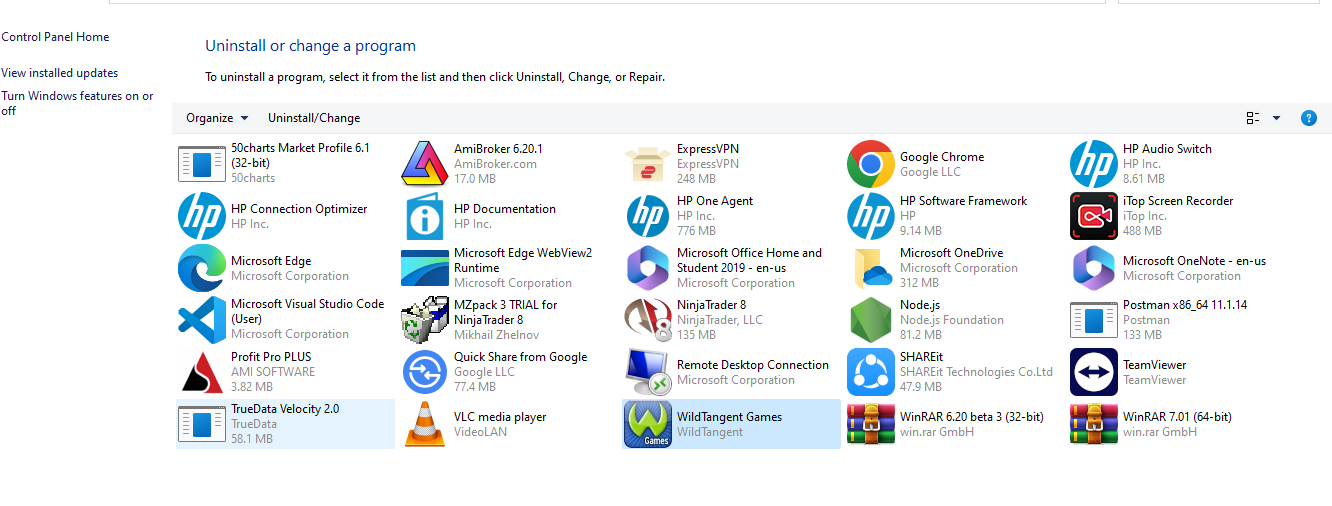 Control Panel Home
View installed updates
Turn Windows features on or
off
Uninstall or change a program
To uninstall a program, select it from the list and then click Uninstall, Change, or Repair.
Organize
Uninstall/Change
?
50charts Market Profile 6.1
(32-bit)
50charts
AmiBroker 6.20.1
AmiBroker.com
17.0 MB
ExpressVPN
ExpressVPN
248 MB
Google Chrome
Google LLC
hp
HP Audio Switch
HP Inc.
8.61 MB
hp
HP Connection Optimizer
HP Inc.
HP Documentation
HP Inc.
hp
HP One Agent
HP Inc.
776 MB
hp
HP Software Framework
HP
9.14 MB
iTop Screen Recorder
iTop Inc.
488 MB
Microsoft Edge
Microsoft Corporation
Microsoft Edge WebView2
Runtime
Microsoft Corporation
Microsoft Office Home and
Student 2019 - en-us
Microsoft Corporation
Microsoft OneDrive
Microsoft Corporation
312 MB
Microsoft OneNote - en-us
Microsoft Corporation
Microsoft Visual Studio Code
(User)
Microsoft Corporation
MZpack 3 TRIAL for
NinjaTrader 8
Mikhail Zhelnov
8
NinjaTrader 8
NinjaTrader, LLC
135 MB
Node.js
Node.js Foundation
81.2 MB
Postman x86_64 11.1.14
Postman
133 MB
Profit Pro PLUS
AMI SOFTWARE
3.82 MB
Quick Share from Google
Google LLC
77.4 MB
Remote Desktop Connection
Microsoft Corporation
SHAREit
SHAREit Technologies Co.Ltd
47.9 MB
TeamViewer
TeamViewer
TrueData Velocity 2.0
TrueData
58.1 MB
VLC media player
VideoLAN
W
Games
WildTangent Games
WildTangent
WinRAR 6.20 beta 3 (32-bit)
win.rar GmbH
WinRAR 7.01 (64-bit)
win.rar GmbH